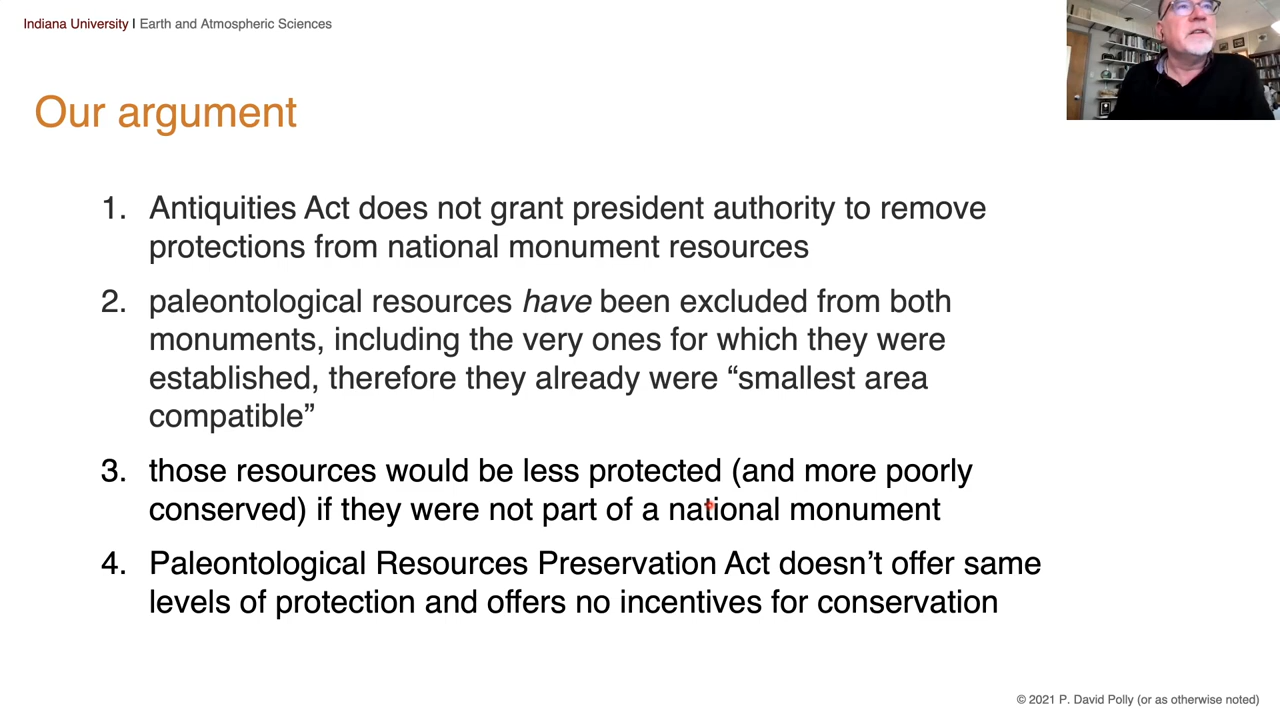 Indiana University | Earth and Atmospheric Sciences
Our argument
1. Antiquities Act does not grant president authority to remove
protections from national monument resources
2. paleontological resources have been excluded from both
monuments, including the very ones for which they were
established, therefore they already were “smallest area
compatible”
3. those resources would be less protected (and more poorly
conserved) if they were not part of a national monument
4. Paleontological Resources Preservation Act doesn’t offer same
levels of protection and offers no incentives for conservation
© 2021 P. David Polly (or as otherwise noted)